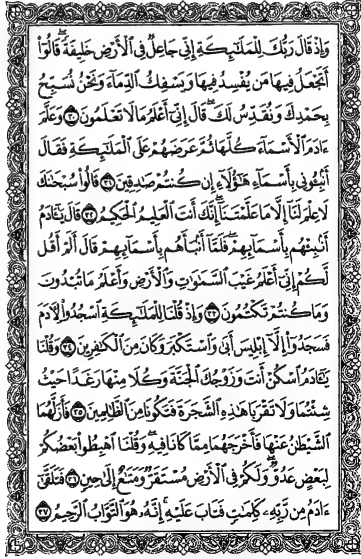 وَإِذْ قَالَ رَبُّكَ لِلْمَلَٰٓئِكَةِ إِنِّى جَاعِلٌ فِى ٱلْأَرْضِ خَلِيفَةً ۖ قَالُوٓا۟
أَتَجْعَلُ فِيهَا مَن يُفْسِدُ فِيهَا وَيَسْفِكُ ٱلدِّمَآءَ وَنَحْنُ نُسَبِّحُ
بِحَمْدِكَ وَنُقَدِّسُ لَكَ ۖ قَالَ إِنِّىٓ أَعْلَمُ مَا لَا تَعْلَمُونَ ٣٠ وَعَلَّمَ
ءَادَمَ ٱلْأَسْمَآءَ كُلَّهَا ثُمَّ عَرَضَهُمْ عَلَى ٱلْمَلَٰٓئِكَةِ فَقَالَ
أَنۢبِـُٔونِى بِأَسْمَآءِ هَٰٓؤُلَآءِ إِن كُنتُمْ صَٰدِقِينَ ٣١ قَالُوا۟ سُبْحَٰنَكَ
لَا عِلْمَ لَنَآ إِلَّا مَا عَلَّمْتَنَآ ۖ إِنَّكَ أَنتَ ٱلْعَلِيمُ ٱلْحَكِيمُ ٣٢ قَالَ يَٰٓـَٔادَمُ
أَنۢبِئْهُم بِأَسْمَآئِهِمْ ۖ فَلَمَّآ أَنۢبَأَهُم بِأَسْمَآئِهِمْ قَالَ أَلَمْ أَقُل
لَّكُمْ إِنِّىٓ أَعْلَمُ غَيْبَ ٱلسَّمَٰوَٰتِ وَٱلْأَرْضِ وَأَعْلَمُ مَا تُبْدُونَ
وَمَا كُنتُمْ تَكْتُمُونَ ٣٣ وَإِذْ قُلْنَا لِلْمَلَٰٓئِكَةِ ٱسْجُدُوا۟ لِـَٔادَمَ
فَسَجَدُوٓا۟ إِلَّآ إِبْلِيسَ أَبَىٰ وَٱسْتَكْبَرَ وَكَانَ مِنَ ٱلْكَٰفِرِينَ ٣٤ وَقُلْنَا
يَٰٓـَٔادَمُ ٱسْكُنْ أَنتَ وَزَوْجُكَ ٱلْجَنَّةَ وَكُلَا مِنْهَا رَغَدًا حَيْثُ
شِئْتُمَا وَلَا تَقْرَبَا هَٰذِهِ ٱلشَّجَرَةَ فَتَكُونَا مِنَ ٱلظَّٰلِمِينَ ٣٥ فَأَزَلَّهُمَا
ٱلشَّيْطَٰنُ عَنْهَا فَأَخْرَجَهُمَا مِمَّا كَانَا فِيهِ ۖ وَقُلْنَا ٱهْبِطُوا۟ بَعْضُكُمْ
لِبَعْضٍ عَدُوٌّ ۖ وَلَكُمْ فِى ٱلْأَرْضِ مُسْتَقَرٌّ وَمَتَٰعٌ إِلَىٰ حِينٍ ٣٦ فَتَلَقَّىٰٓ
ءَادَمُ مِن رَّبِّهِۦ كَلِمَٰتٍ فَتَابَ عَلَيْهِ ۚ إِنَّهُۥ هُوَ ٱلتَّوَّابُ ٱلرَّحِيمُ ٣٧